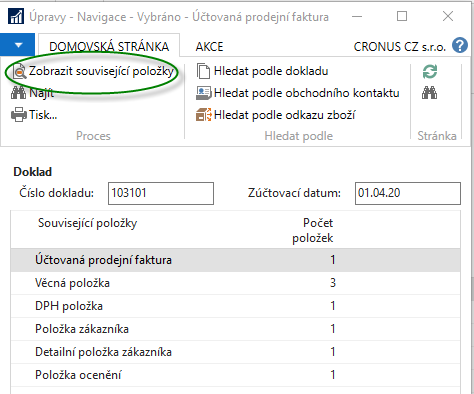 Úpravy - Navigace - Vybráno - Účtovaná prodejní faktura
DOMOVSKÁ STRÁNKA AKCE CRONUS CZ s.r.o.
Zobrazit související položky
Najít
Tisk...
Proces
Hledat podle dokladu
Hledat podle obchodního kontaktu
Hledat podle odkazu zboží
Hledat podle
Stránka
Doklad
Číslo dokladu: 103101 Zúčtovací datum: 01.04.20
Související položky Počet
položek
Účtovaná prodejní faktura 1
Věcná položka 3
DPH položka 1
Položka zákazníka 1
Detailní položka zákazníka 1
Položka ocenění 1